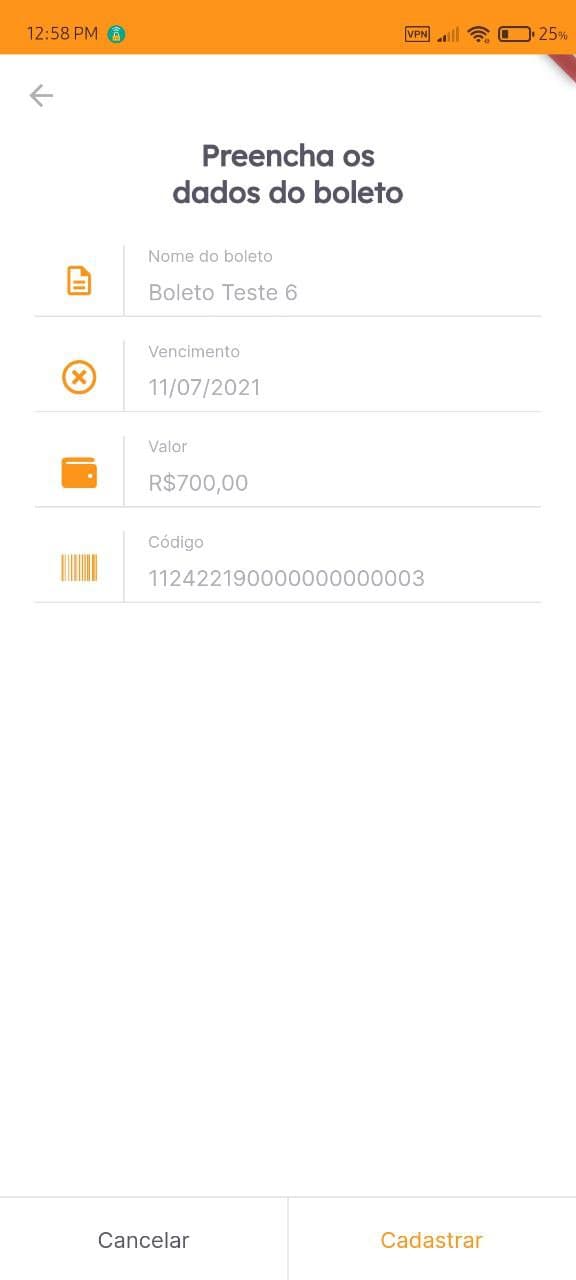 12:58 PM VPN 25%
Preencha os
dados do boleto
Nome do boleto
Boleto Teste 6
Vencimento
11/07/2021
Valor
R$700,00
Código
112422190000000000003
Cancelar Cadastrar